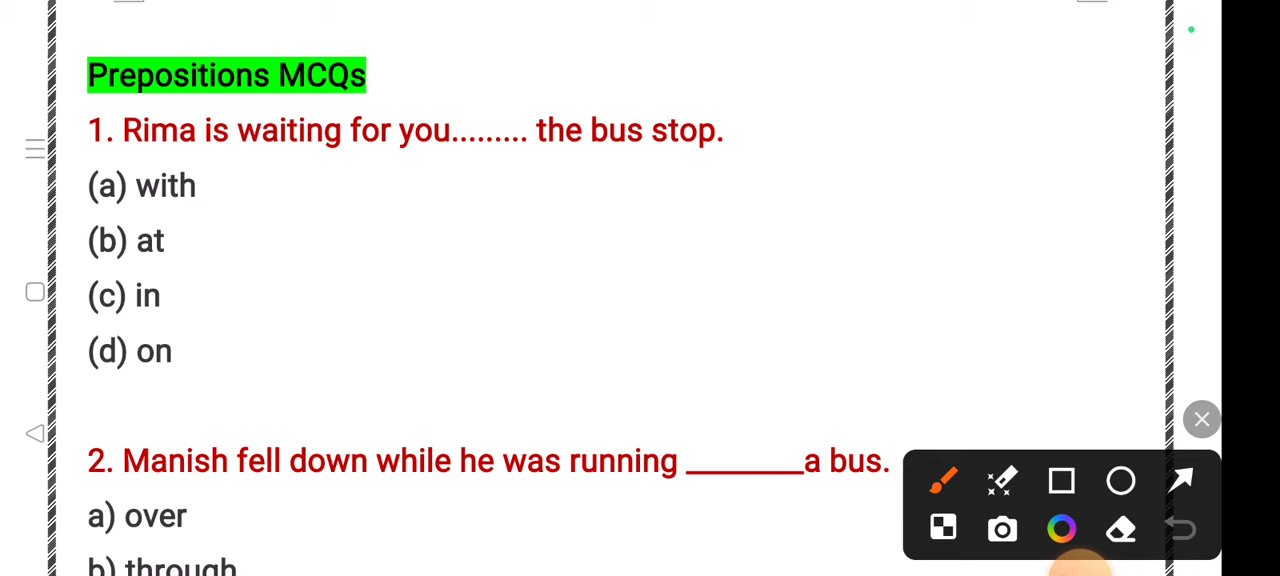 Prepositions MCQs
1. Rima is waiting for you......... the bus stop.
(a) with
(b) at
(c) in
(d) on
2. Manish fell down while he was running ________a bus.
a) over
b) through